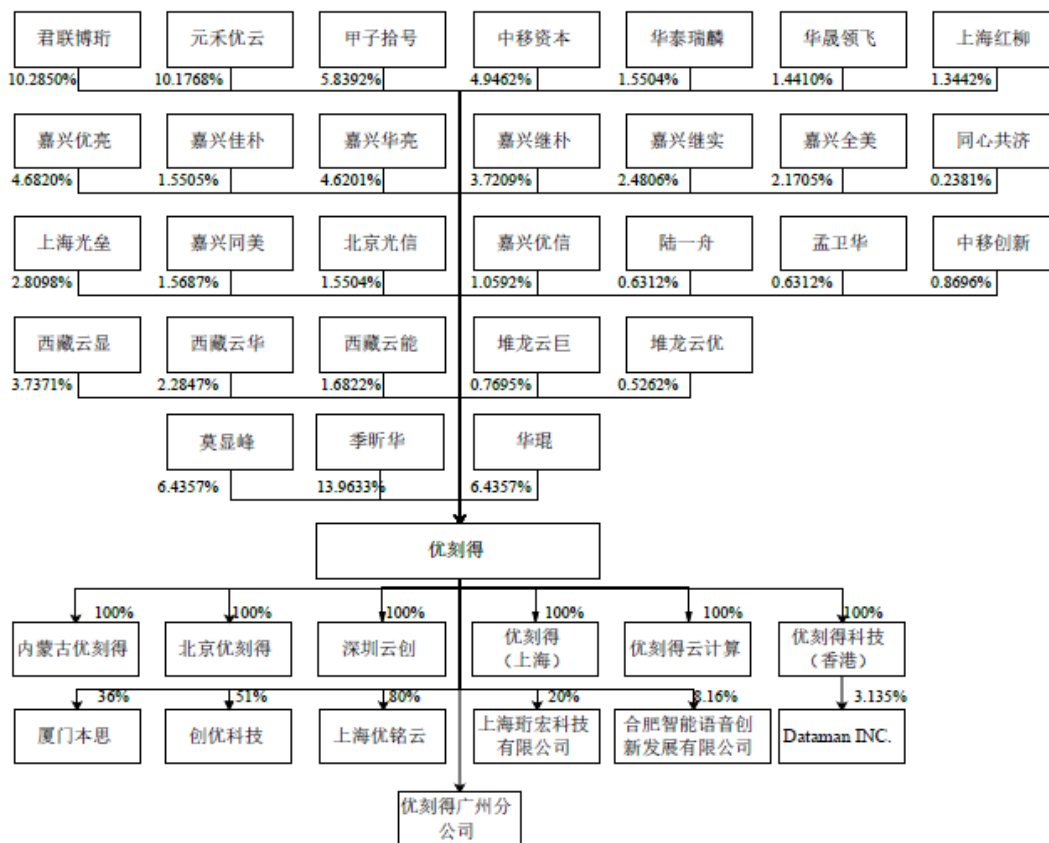 君联博珩 元禾优云 甲子拾号 中移资本 华泰瑞麟 华晟领飞 上海红柳
10.2850% 10.1768% 5.8392% 4.9462% 1.5504% 1.4410% 1.3442%
嘉兴优亮 嘉兴佳朴 嘉兴华亮 嘉兴继朴 嘉兴继实 嘉兴全美 同心共济
4.6820% 1.5505% 4.6201% 3.7209% 2.4806% 2.1705% 0.2381%
上海光垒 嘉兴同美 北京光信 嘉兴优信 陆一舟 孟卫华 中移创新
2.8098% 1.5687% 1.5504% 1.0592% 0.6312% 0.6312% 0.8696%
西藏云显 西藏云华 西藏云能 堆龙云巨 堆龙云优
3.7371% 2.2847% 1.6822% 0.7695% 0.5262%
莫显峰 季昕华 华琨
6.4357% 13.9633% 6.4357%
优刻得
100% 100% 100% 100% 100% 100%
内蒙古优刻得 北京优刻得 深圳云创 优刻得 优刻得云计算 优刻得科技
（上海） （香港）
36% 51% 80% 20% 8.16% 3.135%
厦门本思 创优科技 上海优铭云 上海珩宏科技 合肥智能语音创 Dataman INC.
有限公司 新发展有限公司
优刻得广州分
公司